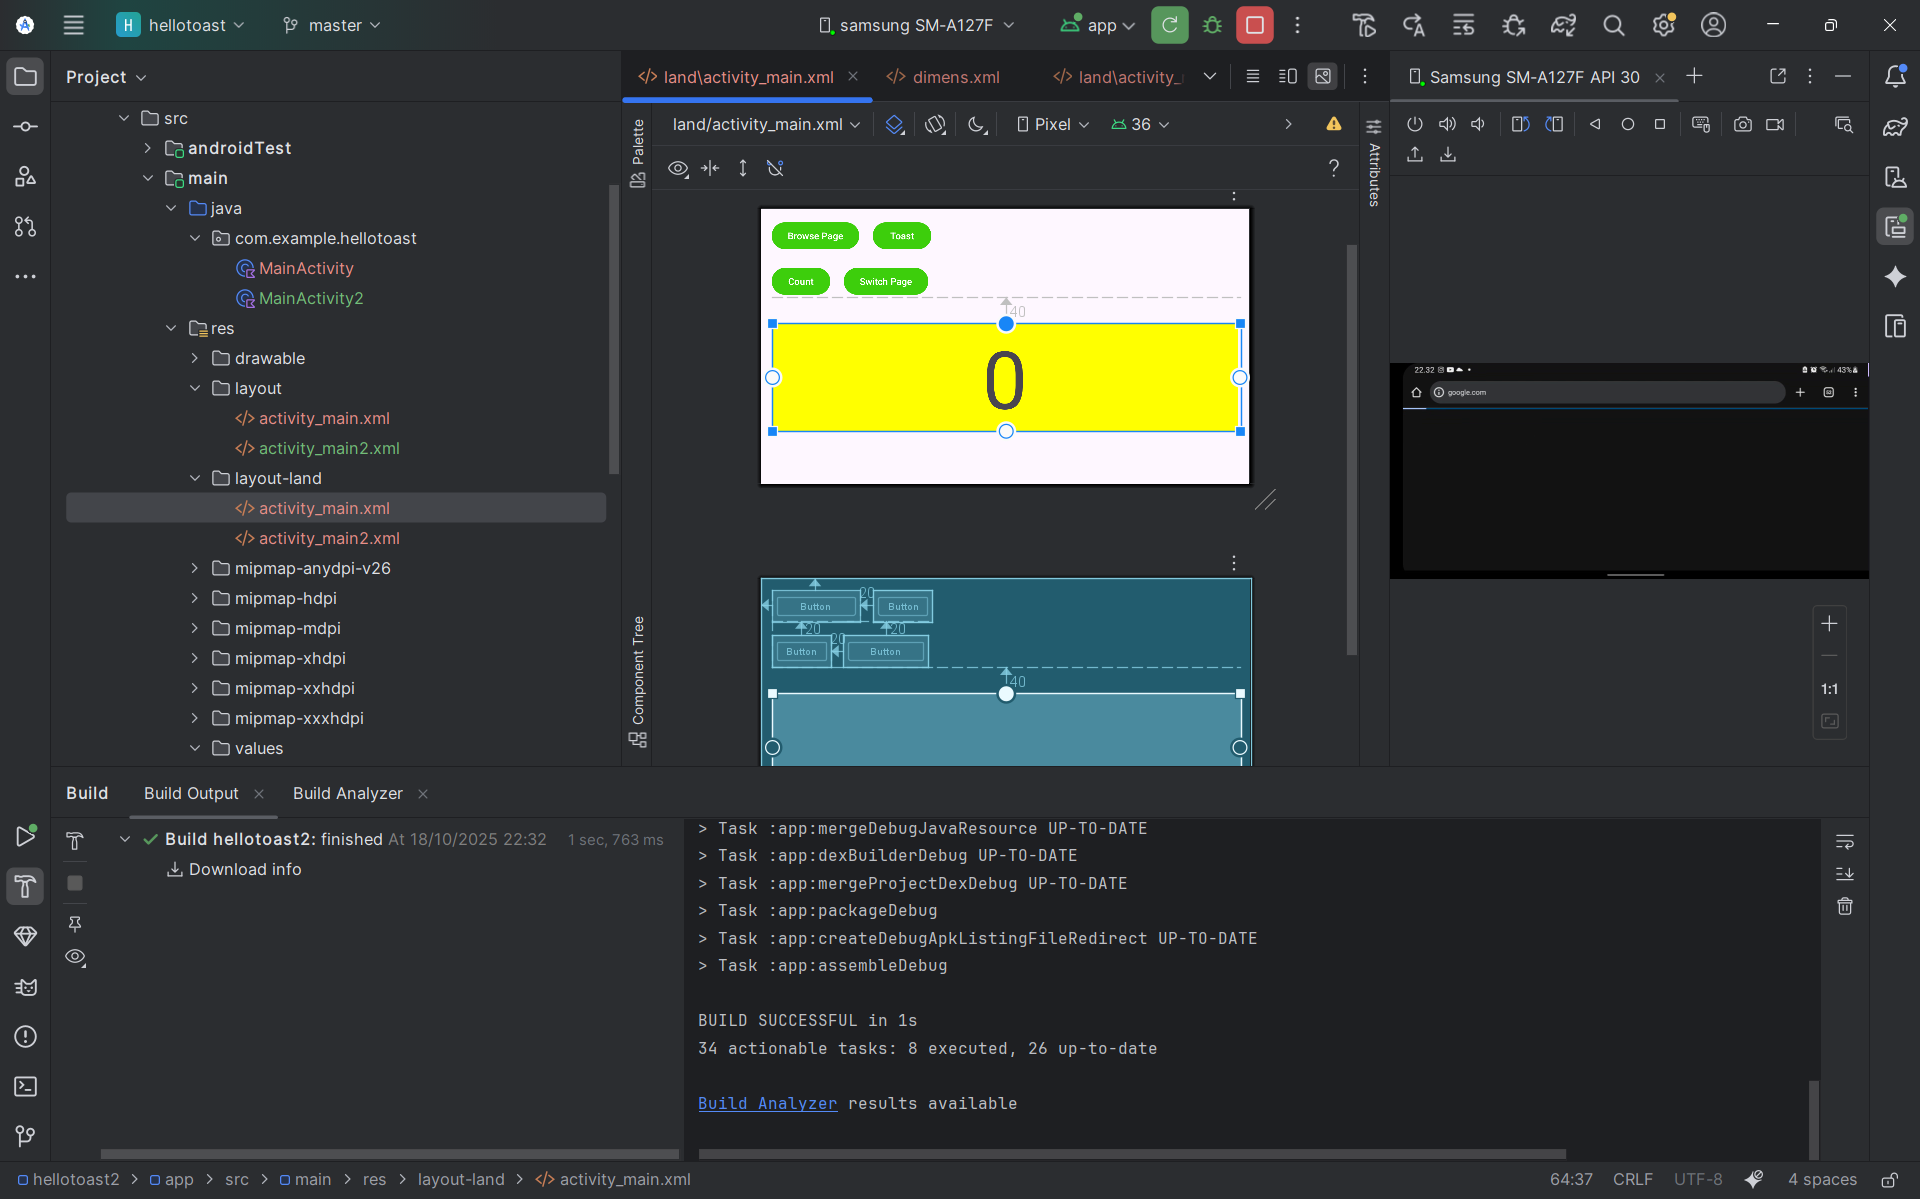 H hellotoast master samsung SM-A127F app
Project
land\activity_main.xml dimens.xml land\activity_
Samsung SM-A127F API 30
src
androidTest
main
java
com.example.hellotoast
MainActivity
MainActivity2
res
drawable
layout
activity_main.xml
activity_main2.xml
layout-land
activity_main.xml
activity_main2.xml
mipmap-anydpi-v26
mipmap-hdpi
mipmap-mdpi
mipmap-xhdpi
mipmap-xxhdpi
mipmap-xxxhdpi
values
Palette
Component Tree
land/activity_main.xml Pixel 36
?
Attributes
Browse Page Toast
Count Switch Page
40
0
20
Button Button
20 20
20
Button Button
40
22.32 43%
google.com
1:1
Build Build Output Build Analyzer
Build hellotoast2: finished At 18/10/2025 22:32 1 sec, 763 ms
Download info
> Task :app:mergeDebugJavaResource UP-TO-DATE
> Task :app:dexBuilderDebug UP-TO-DATE
> Task :app:mergeProjectDexDebug UP-TO-DATE
> Task :app:packageDebug
> Task :app:createDebugApkListingFileRedirect UP-TO-DATE
> Task :app:assembleDebug
BUILD SUCCESSFUL in 1s
34 actionable tasks: 8 executed, 26 up-to-date
Build Analyzer results available
hellotoast2 > app > src > main > res > layout-land > activity_main.xml
64:37 CRLF UTF-8 4 spaces